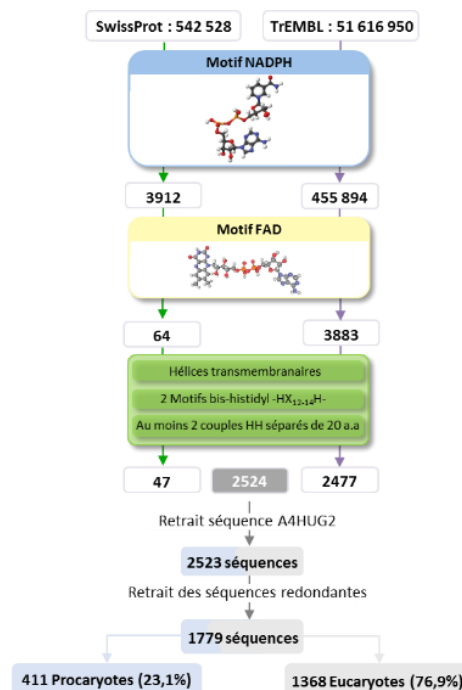 SwissProt : 542 528
TrEMBL : 51 616 950
Motif NADPH
3912
455 894
Motif FAD
64
3883
Hélices transmembranaires
2 Motifs bis-histidyl -HX12-14H-
Au moins 2 couples HH séparés de 20 a.a
47
2524
2477
Retrait séquence A4HUG2
2523 séquences
Retrait des séquences redondantes
1779 séquences
411 Procaryotes (23,1%)
1368 Eucaryotes (76,9%)